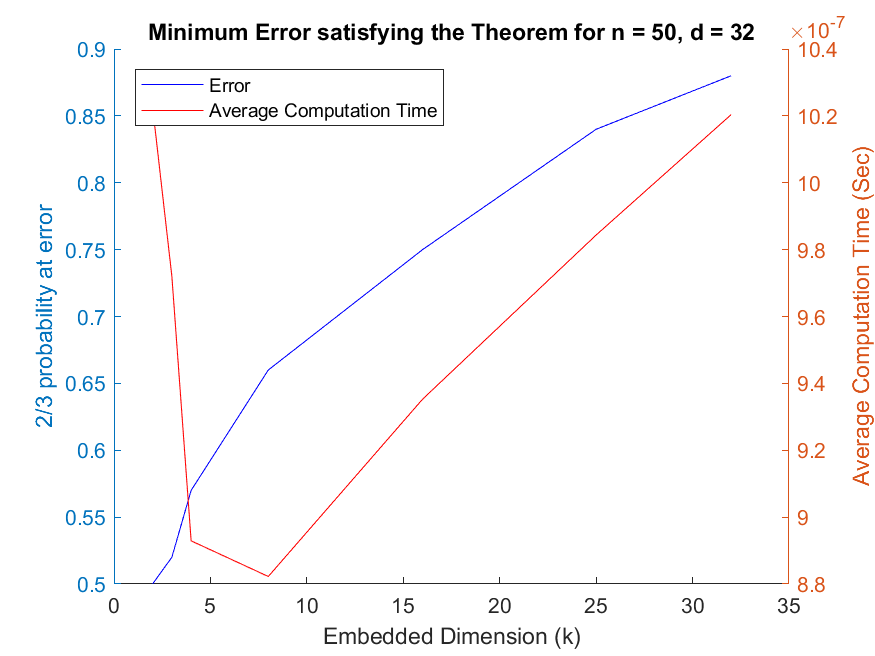 Minimum Error satisfying the Theorem for n = 50, d = 32
×10-7
Error
Average Computation Time
0.9
0.85
0.8
0.75
0.7
0.65
0.6
0.55
0.5
2/3 probability at error
10.4
10.2
10
9.8
9.6
9.4
9.2
9
8.8
Average Computation Time (Sec)
0 5 10 15 20 25 30 35
Embedded Dimension (k)